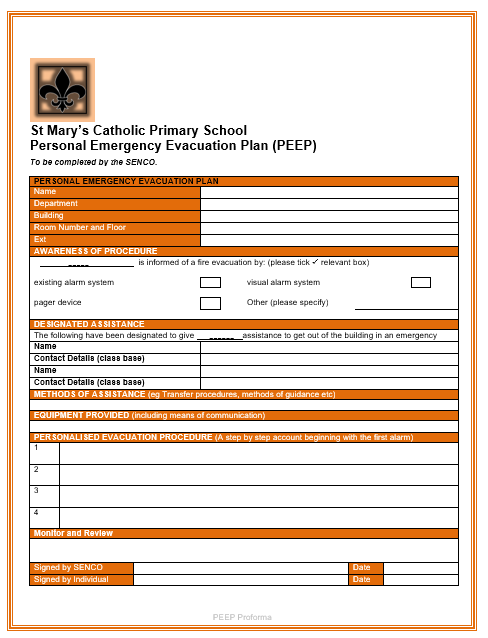 St Mary's Catholic Primary School
Personal Emergency Evacuation Plan (PEEP)
To be completed by the SENCO.
PERSONAL EMERGENCY EVACUATION PLAN
Name
Department
Building
Room Number and Floor
Ext
AWARENESS OF PROCEDURE
is informed of a fire evacuation by: (please tick ✓ relevant box)
existing alarm system visual alarm system
pager device Other (please specify)
DESIGNATED ASSISTANCE
The following have been designated to give ______ assistance to get out of the building in an emergency
Name
Contact Details (class base)
Name
Contact Details (class base)
METHODS OF ASSISTANCE (eg Transfer procedures, methods of guidance etc)
EQUIPMENT PROVIDED (including means of communication)
PERSONALISED EVACUATION PROCEDURE (A step by step account beginning with the first alarm)
1
2
3
4
Monitor and Review
Signed by SENCO Date
Signed by Individual Date
PEEP Proforma